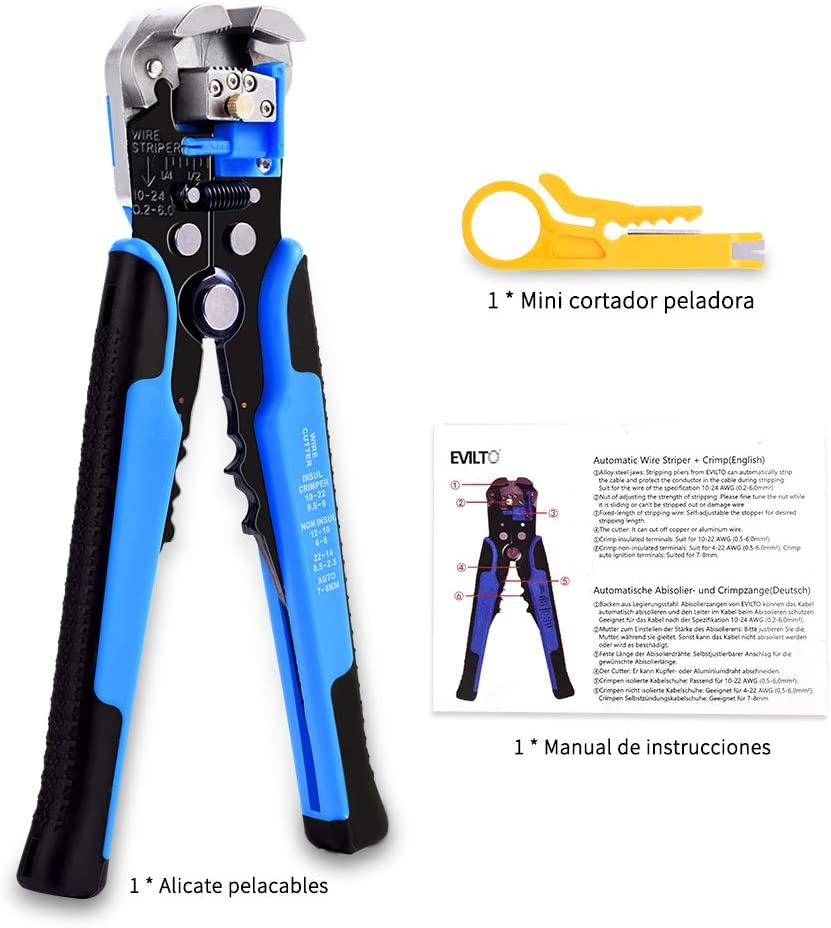 WIRE
STRIPER
1/4 1/2
10-24
0.2-6.0
WIRE
CUTTER
INSUL
CRIMPER
10-22
0.5-6
NON INSUL
12-10
4-6
22-14
0.5-2.5
AUTO
7-8MM
1 * Alicate pelacables
1 * Mini cortador peladora
EVILTO
① ② ③ ④ ⑤ ⑥
Automatic Wire Striper + Crimp(English)
①Alloy steel jaws: Stripping pliers from EVILTO can automatically strip
the cable and protect the conductor in the cable during stripping
Suit for the wire of the specification 10-24 AWG (0.2-6.0mm²).
②Nut of adjusting the strength of stripping: Please fine tune the nut while
it is sliding or can't be stripped out or damage wire
③Fixed-length of stripping wire: Self-adjustable the stopper for desired
stripping length.
④The cutter: It can cut off copper or aluminum wire.
⑤Crimp insulated terminals: Suit for 10-22 AWG (0.5-6.0mm²).
⑥Crimp non-insulated terminals: Suit for 4-22 AWG (0.5-6.0mm²); Crimp
auto ignition terminals: Suited for 7-8mm.
Automatische Abisolier- und Crimpzange(Deutsch)
①Backen aus Legierungsstahl: Abisolierzangen von EVILTO können das Kabel
automatisch abisolieren und den Leiter im Kabel beim Abisolieren schützen.
Geeignet für das Kabel nach der Spezifikation 10-24 AWG (0.2-6.0mm²).
②Mutter zum Einstellen der Stärke des Abisolierens: Bitte justieren Sie die
Mutter, während sie gleitet. Sonst kann das Kabel nicht abisoliert werden
oder wird es beschädigt.
③Feste Länge der Abisolierdrähte: Selbstjustierbarer Anschlag für die
gewünschte Abisolierlänge.
④Der Cutter: Er kann Kupfer- oder Aluminiumdraht abschneiden.
⑤Crimpen isolierte Kabelschuhe: Passend für 10-22 AWG (0,5-6,0mm²).
⑥Crimpen nicht isolierte Kabelschuhe: Geeignet für 4-22 AWG (0,5-6,0mm²);
Crimpen Selbstzündungskabelschuhe: Geeignet für 7-8mm.
1 * Manual de instrucciones